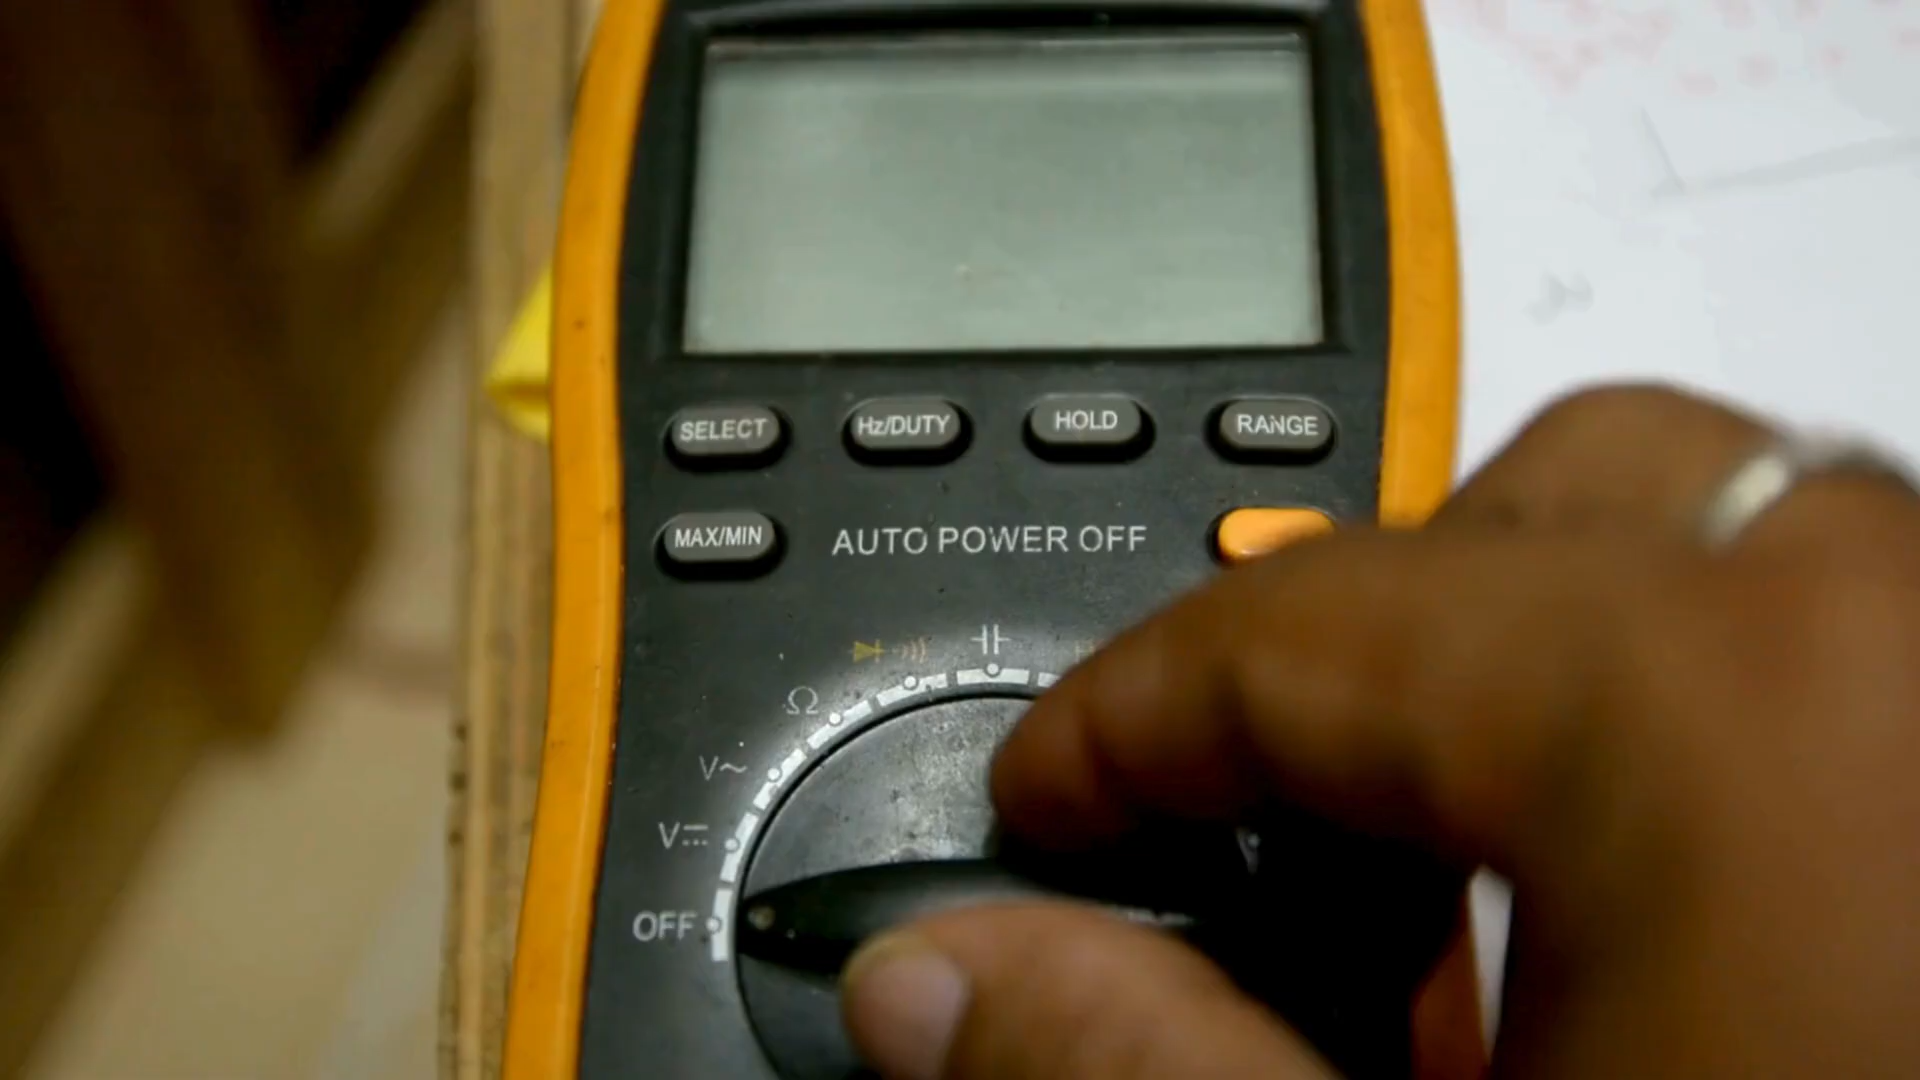 SELECT
Hz/DUTY
HOLD
RANGE
MAX/MIN
AUTO POWER OFF
Ω
V~
V⎓
OFF